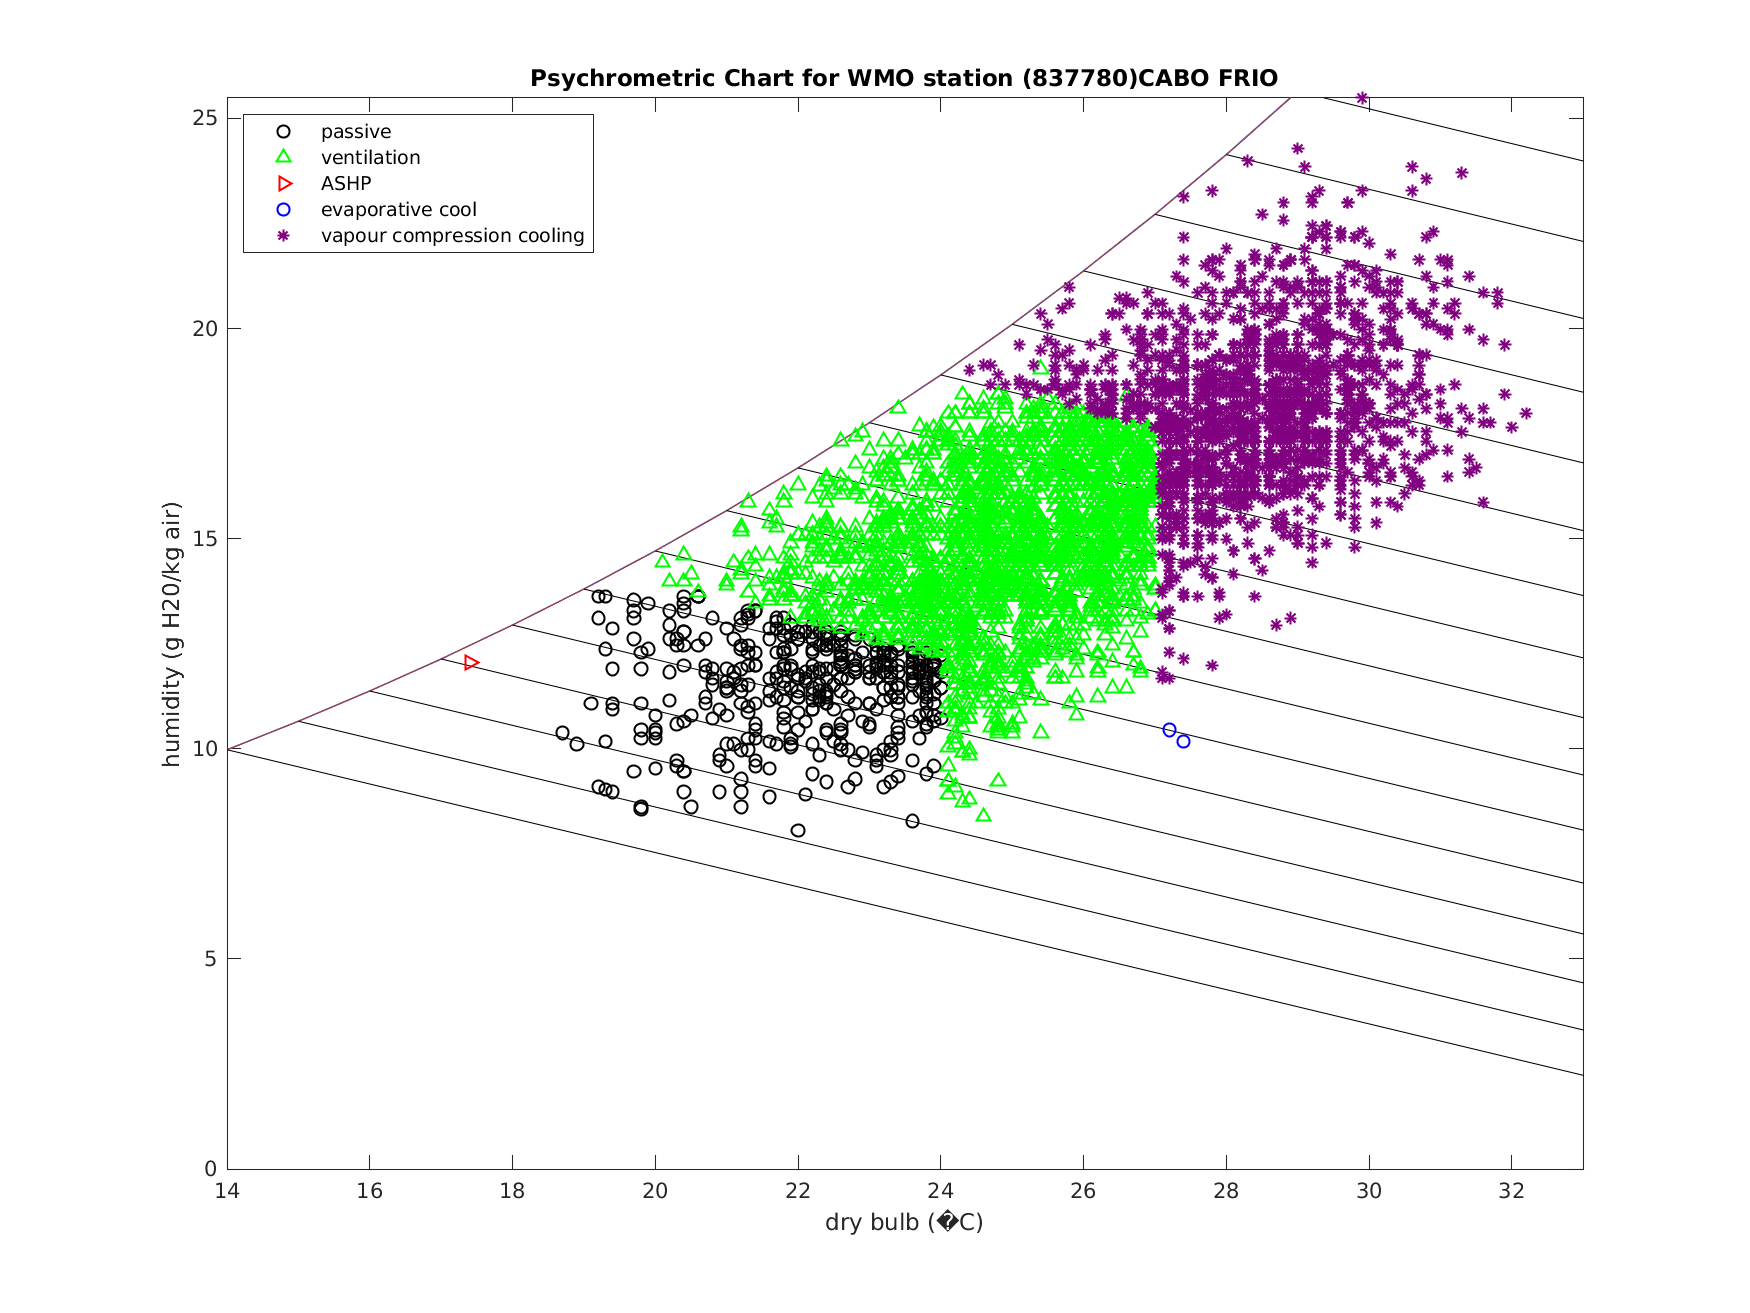 Psychrometric Chart for WMO station (837780)CABO FRIO
passive
ventilation
ASHP
evaporative cool
vapour compression cooling
humidity (g H20/kg air)
25
20
15
10
5
0
14 16 18 20 22 24 26 28 30 32
dry bulb (�C)